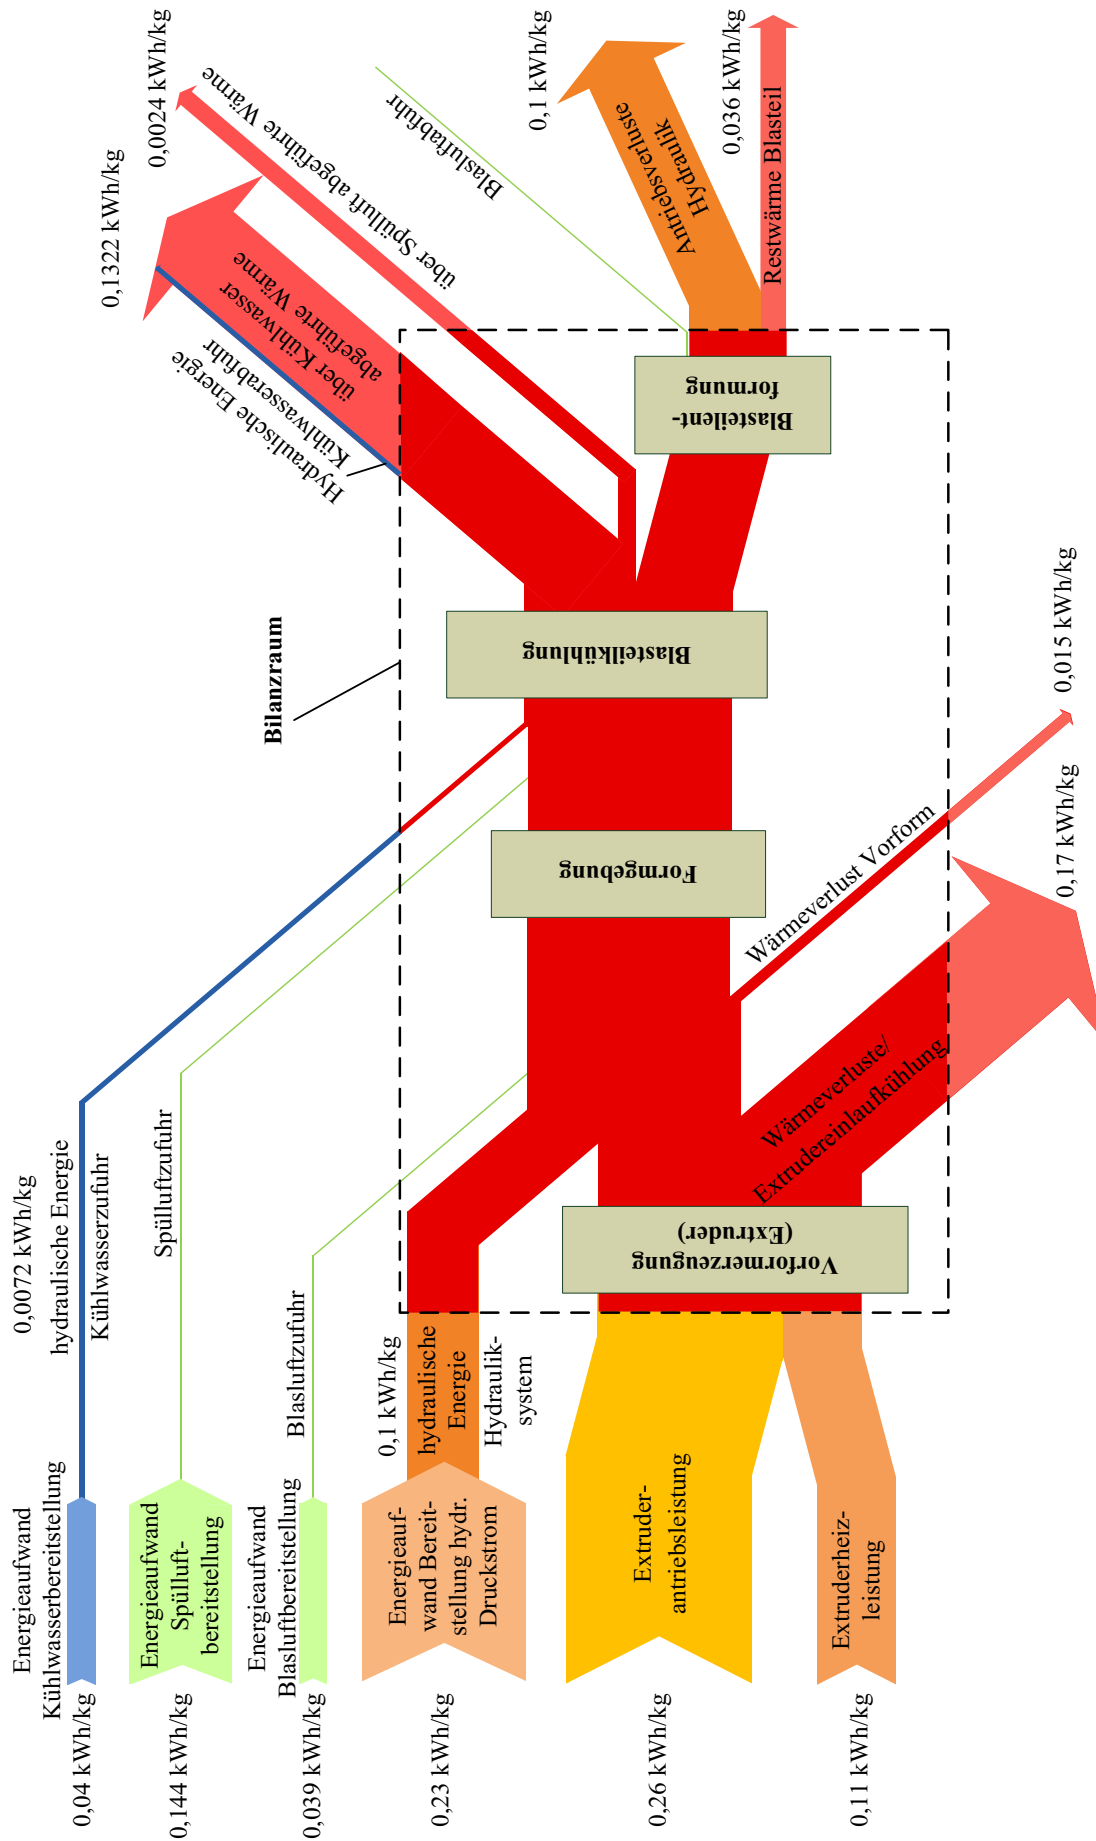 Energieaufwand
Kühlwasserbereitstellung
0,04 kWh/kg
0,0072 kWh/kg
hydraulische Energie
Kühlwasserzufuhr
Energieaufwand
Spülluft-
bereitstellung
0,144 kWh/kg
Spülluftzufuhr
Energieaufwand
Blasluftbereitstellung
0,039 kWh/kg
Blasluftzufuhr
Energieauf-
wand Bereit-
stellung hydr.
Druckstrom
0,23 kWh/kg
0,1 kWh/kg
hydraulische
Energie
Hydraulik-
system
Extruder-
antriebsleistung
0,26 kWh/kg
Extruderheiz-
leistung
0,11 kWh/kg
Vorformerzeugung
(Extruder)
Wärmeverluste/
Extrudereinlaufkühlung
0,17 kWh/kg
Wärmeverlust Vorform
0,015 kWh/kg
Formgebung
Bilanzraum
Blasteilkühlung
Hydraulische Energie
Kühlwasserabfuhr
über Kühlwasser
abgeführte Wärme
0,1322 kWh/kg
über Spülluft abgeführte Wärme
0,0024 kWh/kg
Blasteilent-
formung
Blasluftabfuhr
Antriebsverluste
Hydraulik
0,1 kWh/kg
Restwärme Blasteil
0,036 kWh/kg